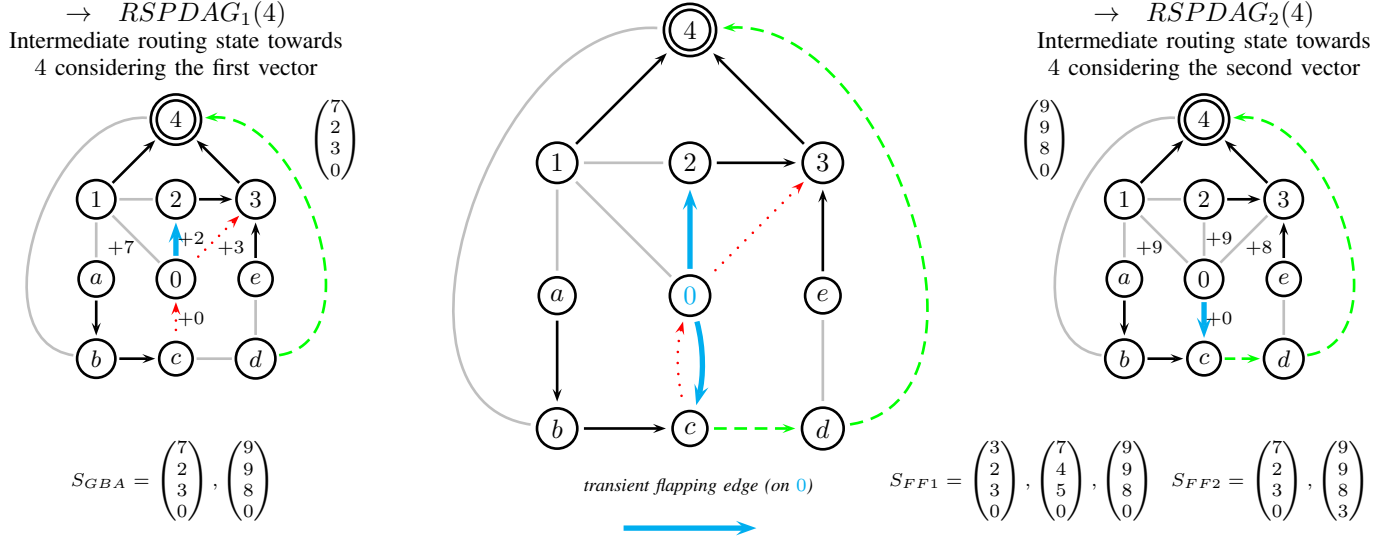 → RSPDAG₁(4)
Intermediate routing state towards
4 considering the first vector
(7 2 3 0)
4
1 2 3
+7 +2 +3
a 0 e
+0
b c d
S_GBA = (7 2 3 0) , (9 9 8 0)
4
1 2 3
a 0 e
b c d
transient flapping edge (on 0)
→ RSPDAG₂(4)
Intermediate routing state towards
4 considering the second vector
(9 9 8 0)
4
1 2 3
+9 +9 +8
a 0 e
+0
b c d
S_FF1 = (3 2 3 0) , (7 4 5 0) , (9 9 8 0) S_FF2 = (7 2 3 0) , (9 9 8 3)